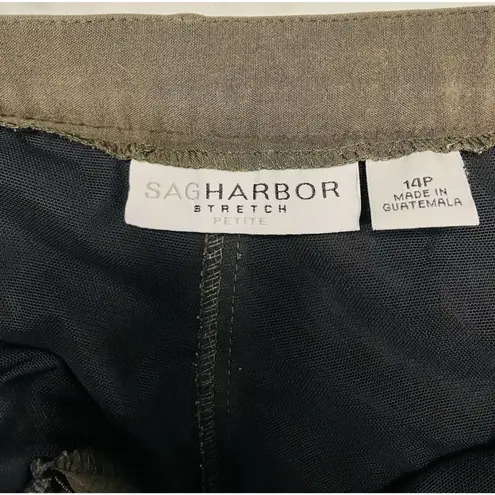 SAGHARBOR
STRETCH
PETITE
14P
MADE IN
GUATEMALA